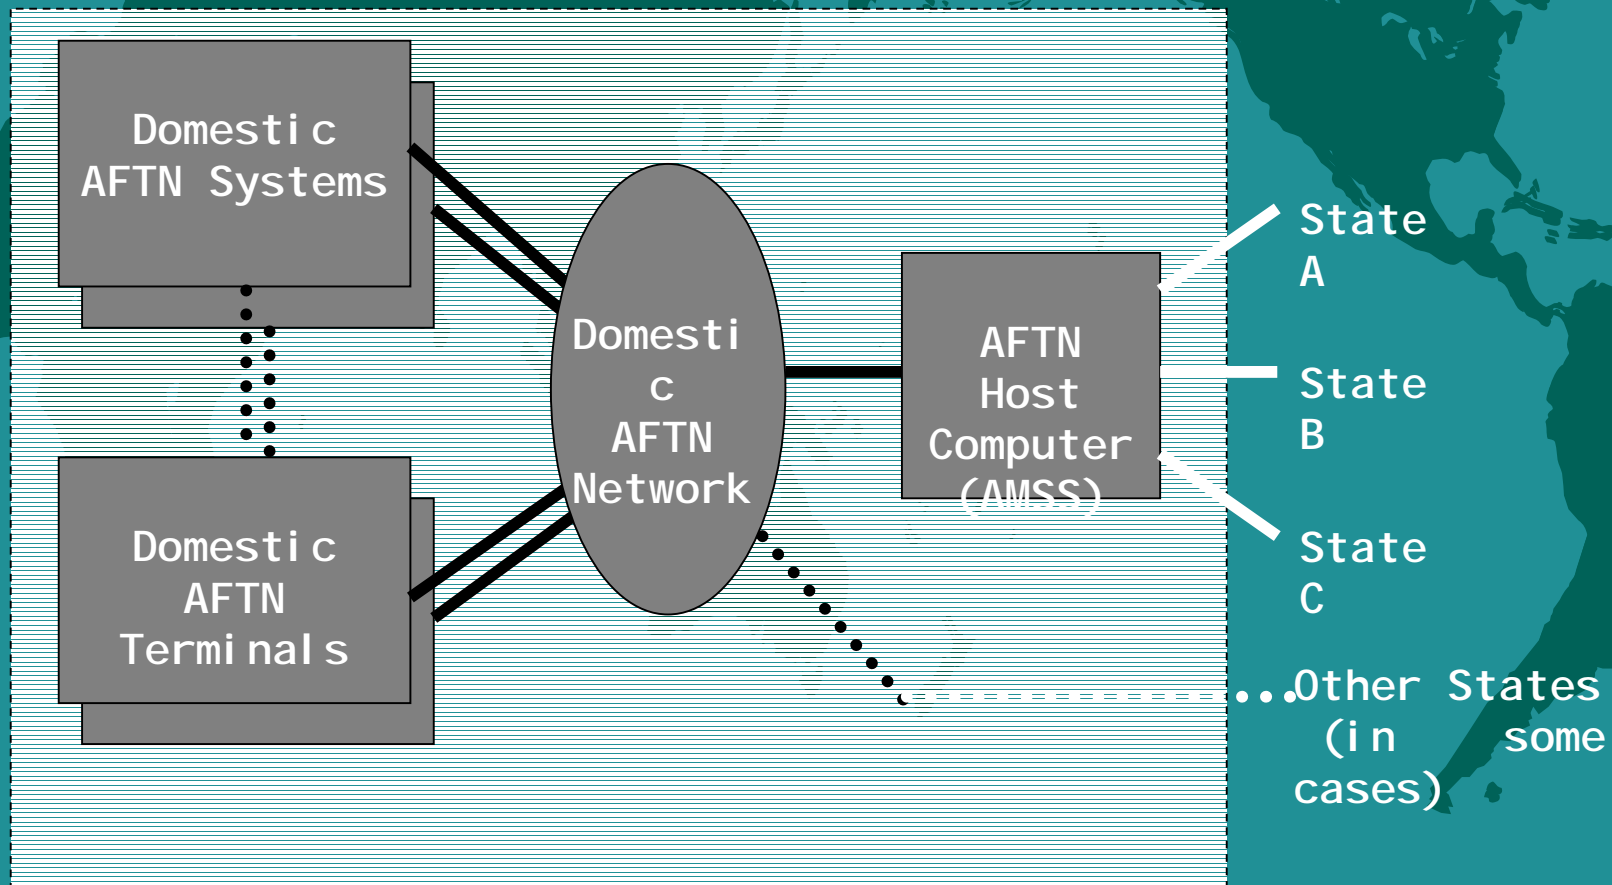 Domestic
AFTN Systems
Domesti
c
AFTN
Network
AFTN
Host
Computer
(AMSS)
Domestic
AFTN
Terminals
State
A
State
B
State
C
Other States
(in some
cases)